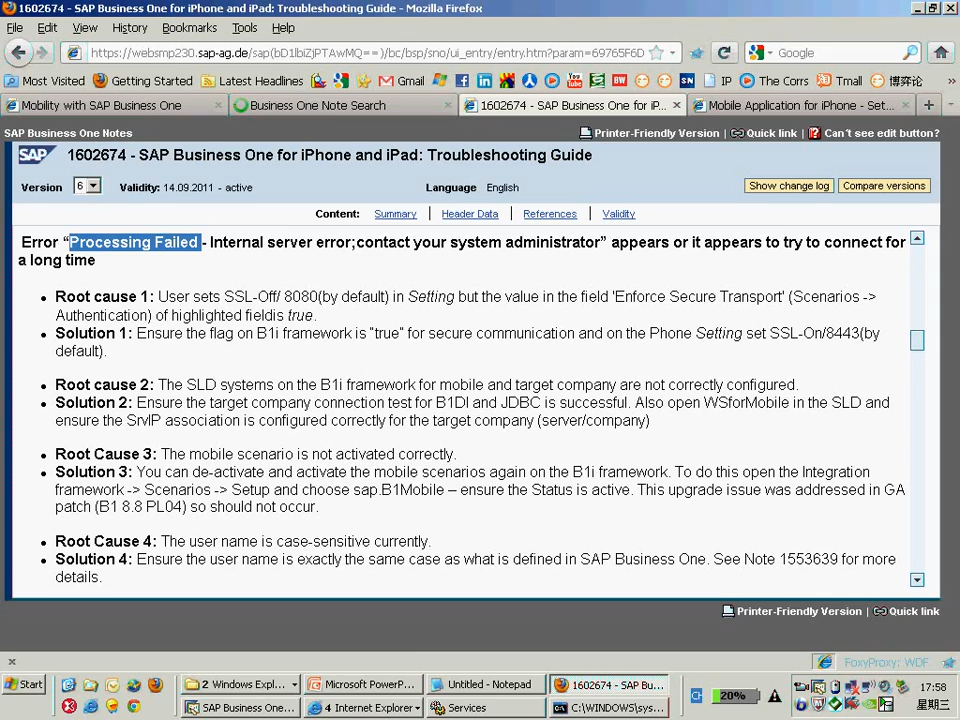 1602674 - SAP Business One for iPhone and iPad: Troubleshooting Guide - Mozilla Firefox
File Edit View History Bookmarks Tools Help
https://websmp230.sap-ag.de/sap(bD1lbiZjPTAwMQ==)/bc/bsp/sno/ui_entry/entry.htm?param=69765F6D Google
Most Visited Getting Started Latest Headlines Gmail BW SN IP The Corrs Tmall 博弈论 »
Mobility with SAP Business One × Business One Note Search × 1602674 - SAP Business One for iP... × Mobile Application for iPhone - Set... × +
SAP Business One Notes Printer-Friendly Version | Quick link | Can't see edit button?
SAP 1602674 - SAP Business One for iPhone and iPad: Troubleshooting Guide
Version 6 Validity: 14.09.2011 - active Language English Show change log Compare versions
Content: Summary | Header Data | References | Validity
Error “Processing Failed - Internal server error;contact your system administrator” appears or it appears to try to connect for
a long time
• Root cause 1: User sets SSL-Off/ 8080(by default) in Setting but the value in the field 'Enforce Secure Transport' (Scenarios ->
Authentication) of highlighted fieldis true.
• Solution 1: Ensure the flag on B1i framework is “true” for secure communication and on the Phone Setting set SSL-On/8443(by
default).
• Root cause 2: The SLD systems on the B1i framework for mobile and target company are not correctly configured.
• Solution 2: Ensure the target company connection test for B1DI and JDBC is successful. Also open WSforMobile in the SLD and
ensure the SrvIP association is configured correctly for the target company (server/company)
• Root Cause 3: The mobile scenario is not activated correctly.
• Solution 3: You can de-activate and activate the mobile scenarios again on the B1i framework. To do this open the Integration
framework -> Scenarios -> Setup and choose sap.B1Mobile – ensure the Status is active. This upgrade issue was addressed in GA
patch (B1 8.8 PL04) so should not occur.
• Root Cause 4: The user name is case-sensitive currently.
• Solution 4: Ensure the user name is exactly the same case as what is defined in SAP Business One. See Note 1553639 for more
details.
Printer-Friendly Version | Quick link
× FoxyProxy: WDF
Start 2 Windows Expl... Microsoft PowerP... Untitled - Notepad 1602674 - SAP Bu... 20% 17:58
SAP Business One... 4 Internet Explorer Services C:\WINDOWS\sys... 星期三